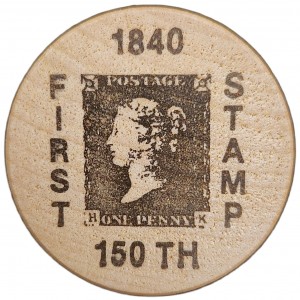 1840
FIRST
POSTAGE
H ONE PENNY K
STAMP
150 TH